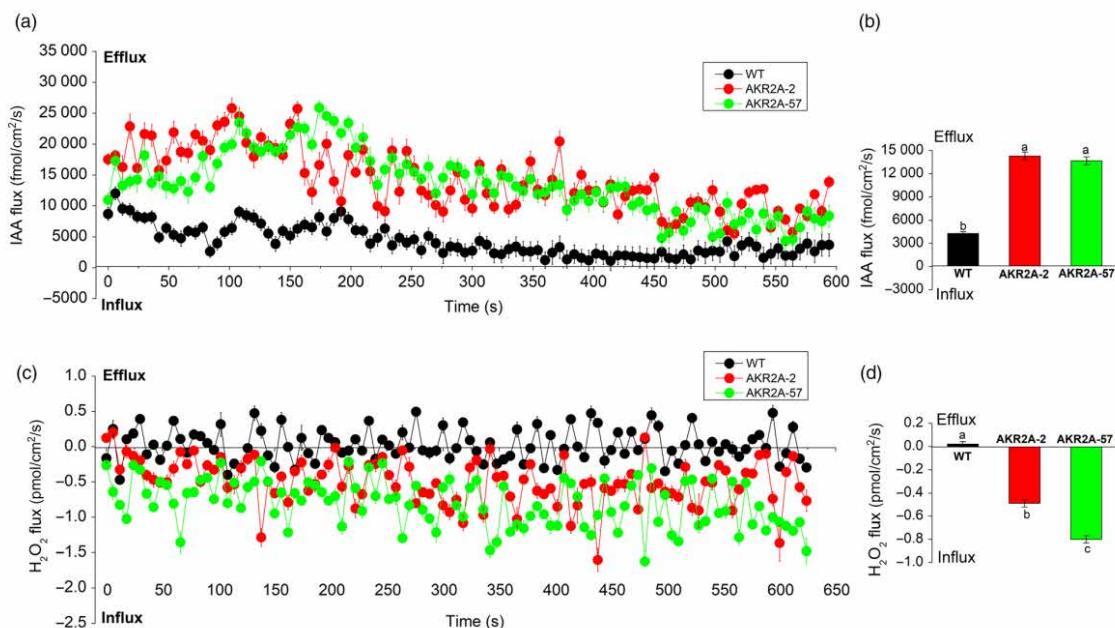 (a)
Efflux
35 000
30 000
25 000
20 000
15 000
10 000
5000
0
−5000
IAA flux (fmol/cm²/s)
WT
AKR2A-2
AKR2A-57
0 50 100 150 200 250 300 350 400 450 500 550 600
Influx
Time (s)
(b)
Efflux
15 000
12 000
9000
6000
3000
0
−3000
IAA flux (fmol/cm²/s)
b
a
a
WT
AKR2A-2
AKR2A-57
Influx
(c)
Efflux
1.0
0.5
0.0
−0.5
−1.0
−1.5
−2.0
−2.5
H₂O₂ flux (pmol/cm²/s)
WT
AKR2A-2
AKR2A-57
0 50 100 150 200 250 300 350 400 450 500 550 600 650
Influx
Time (s)
(d)
Efflux
0.2
0.0
−0.2
−0.4
−0.6
−0.8
−1.0
H₂O₂ flux (pmol/cm²/s)
a
WT
AKR2A-2
AKR2A-57
b
c
Influx